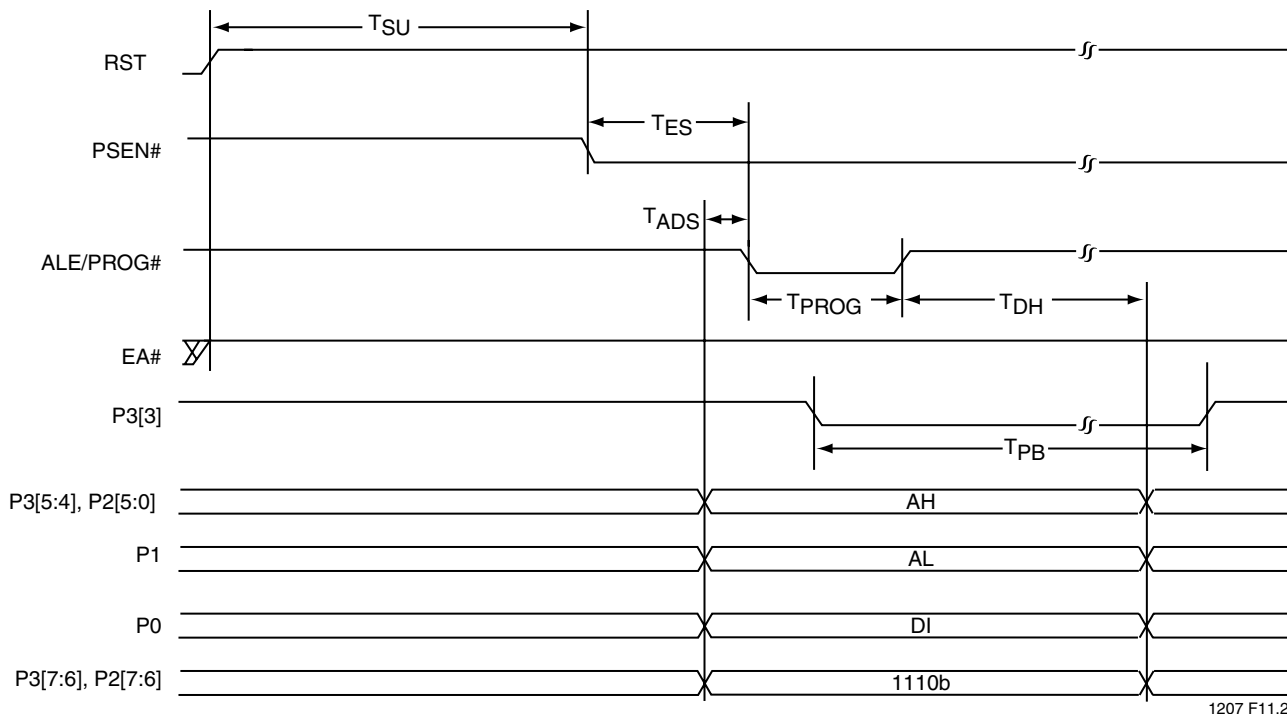 TSU
RST
TES
PSEN#
TADS
ALE/PROG#
TPROG
TDH
EA#
P3[3]
TPB
P3[5:4], P2[5:0]
AH
P1
AL
P0
DI
P3[7:6], P2[7:6]
1110b
1207 F11.2